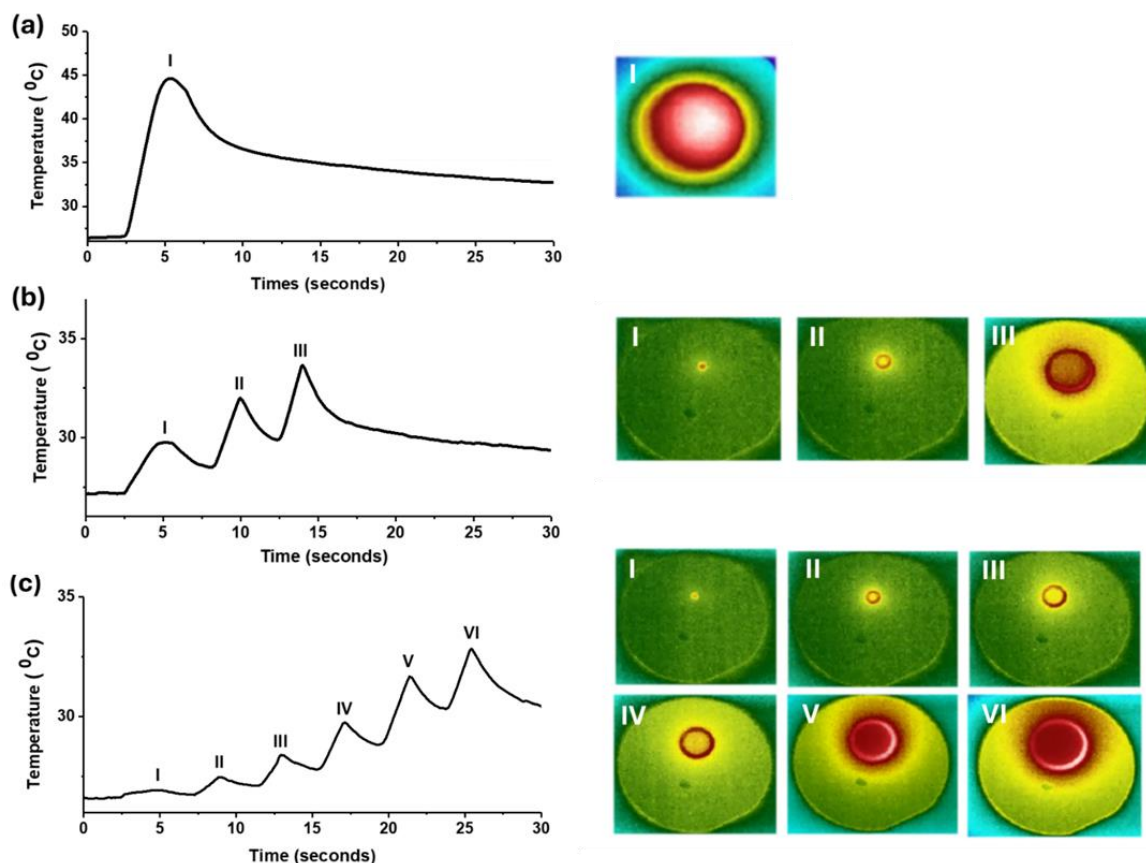 (a)
50
45
40
35
30
Temperature ( ⁰C)
I
0 5 10 15 20 25 30
Times (seconds)
I
(b)
35
30
Temperature ( ⁰C)
I
II
III
0 5 10 15 20 25 30
Time (seconds)
I II III
(c)
35
30
Temperature ( ⁰C)
I
II
III
IV
V
VI
0 5 10 15 20 25 30
Time (seconds)
I II III
IV V VI